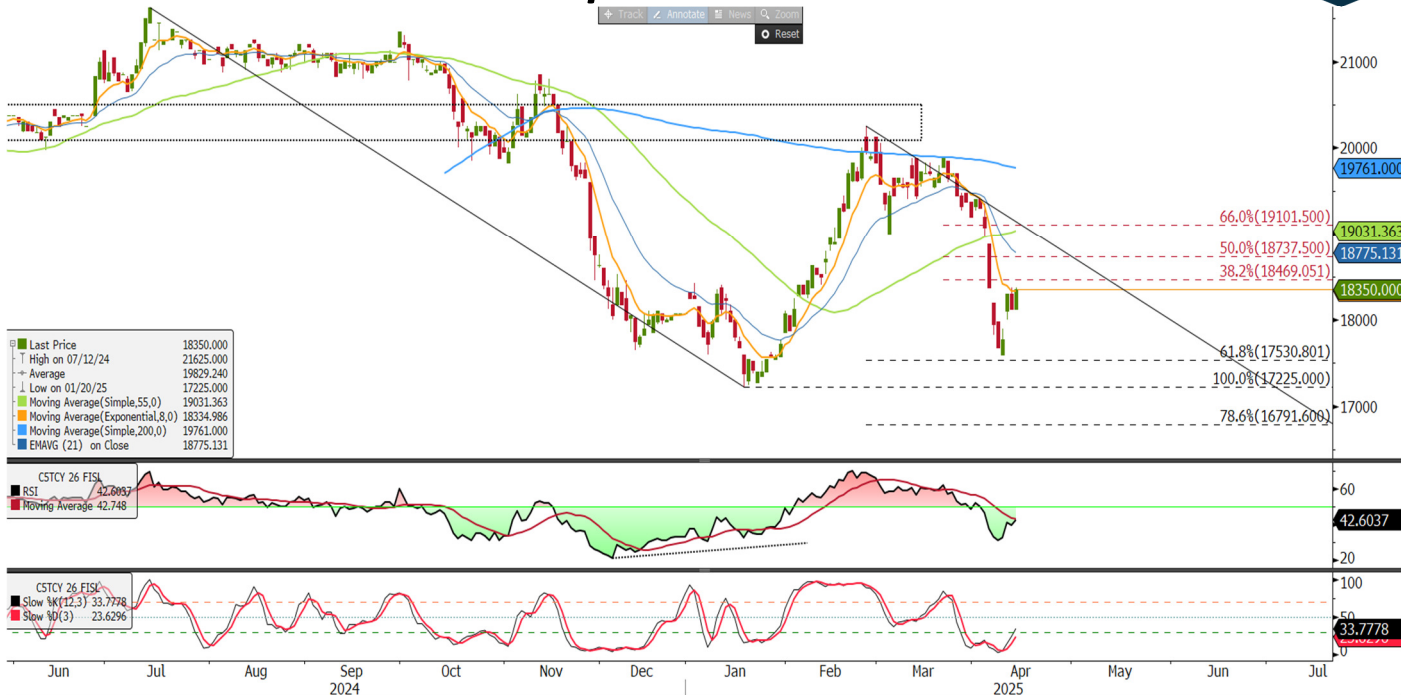 Track Annotate News Zoom
Reset
21000
20000
19761.000
66.0%(19101.500)
19031.363
50.0%(18737.500)
18775.131
38.2%(18469.051)
18350.000
18000
61.8%(17530.801)
100.0%(17225.000)
17000
78.6%(16791.600)
Last Price 18350.000
High on 07/12/24 21625.000
Average 19829.240
Low on 01/20/25 17225.000
Moving Average(Simple,55,0) 19031.363
Moving Average(Exponential,8,0) 18334.986
Moving Average(Simple,200,0) 19761.000
EMAVG (21) on Close 18775.131
C5TCY 26 FISL
RSI 42.6037
Moving Average 42.748
60
42.6037
20
C5TCY 26 FISL
Slow %K(12,3) 33.7778
Slow %D(3) 23.6296
100
50
33.7778
0
Jun Jul Aug Sep Oct Nov Dec Jan Feb Mar Apr May Jun Jul
2024 2025